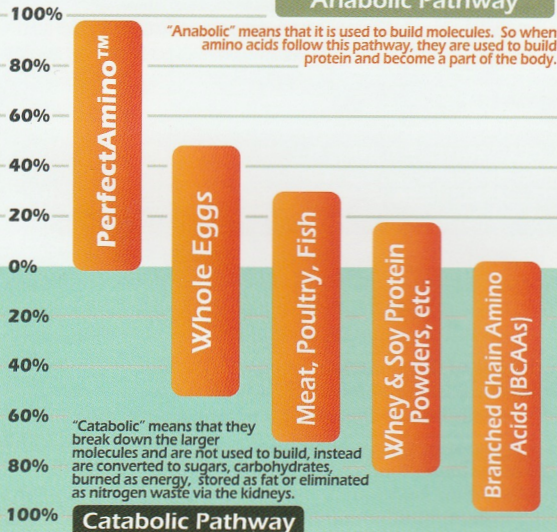 Anabolic Pathway
"Anabolic" means that it is used to build molecules. So when
amino acids follow this pathway, they are used to build
protein and become a part of the body.
100%
80%
60%
40%
20%
0%
20%
40%
60%
80%
100%
PerfectAmino™
Whole Eggs
Meat, Poultry, Fish
Whey & Soy Protein
Powders, etc.
Branched Chain Amino
Acids (BCAAs)
"Catabolic" means that they
break down the larger
molecules and are not used to build, instead
are converted to sugars, carbohydrates,
burned as energy, stored as fat or eliminated
as nitrogen waste via the kidneys.
Catabolic Pathway